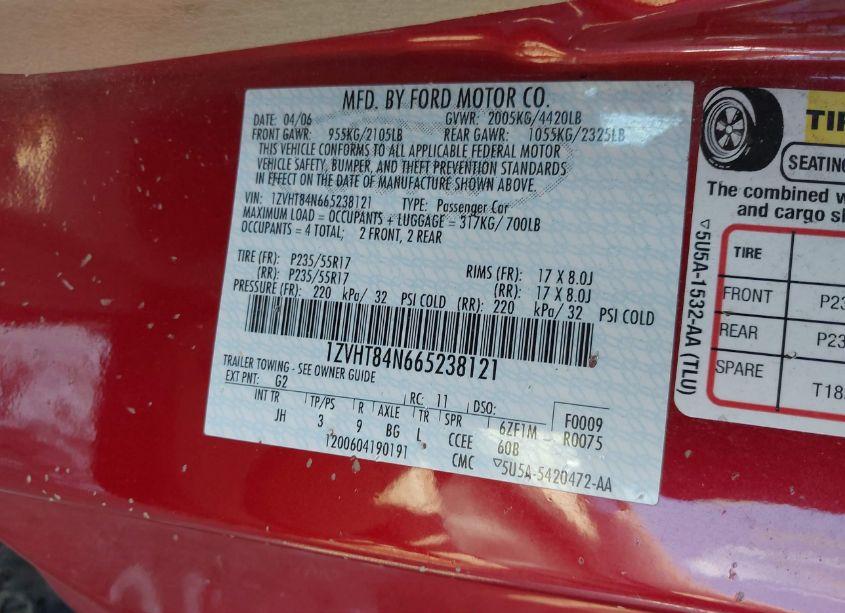 MFD. BY FORD MOTOR CO.
DATE: 04/06 GVWR: 2005KG/4420LB
FRONT GAWR: 955KG/2105LB REAR GAWR: 1055KG/2325LB
THIS VEHICLE CONFORMS TO ALL APPLICABLE FEDERAL MOTOR
VEHICLE SAFETY, BUMPER, AND THEFT PREVENTION STANDARDS
IN EFFECT ON THE DATE OF MANUFACTURE SHOWN ABOVE.
VIN: 1ZVHT84N665238121 TYPE: Passenger Car
MAXIMUM LOAD = OCCUPANTS + LUGGAGE = 317KG/700LB
OCCUPANTS = 4 TOTAL; 2 FRONT, 2 REAR
TIRE (FR): P235/55R17 RIMS (FR): 17 X 8.0J
(RR): P235/55R17 (RR): 17 X 8.0J
PRESSURE (FR): 220 kPa/ 32 PSI COLD (RR): 220 kPa/ 32 PSI COLD
1ZVHT84N665238121
TRAILER TOWING - SEE OWNER GUIDE
EXT PNT: G2 RC: 11 DSO:
INT TR TP/PS R AXLE TR SPR 6ZF1M F0009
JH 3 9 BG L CCEE 60B R0075
1200604190191 CMC ▽5U5A-5420472-AA
▽5U5A-1532-AA (TLU)
TI
SEATING
The combined w
and cargo sh
TIRE
FRONT P23
REAR P23
SPARE T18